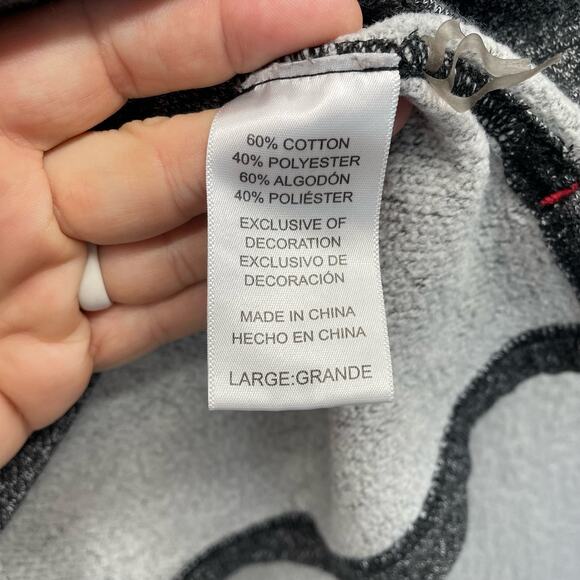 60% COTTON
40% POLYESTER
60% ALGODÓN
40% POLIÉSTER
EXCLUSIVE OF
DECORATION
EXCLUSIVO DE
DECORACIÓN
MADE IN CHINA
HECHO EN CHINA
LARGE:GRANDE